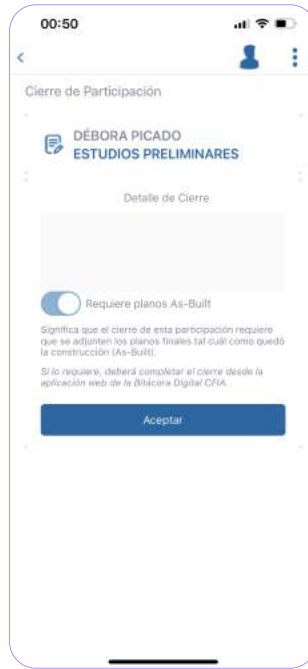 00:50
Cierre de Participación
DÉBORA PICADO
ESTUDIOS PRELIMINARES
Detalle de Cierre
Requiere planos As-Built
Significa que el cierre de esta participación requiere
que se adjunten los planos finales tal cuál como quedó
la construcción (As-Built).
Si lo requiere, deberá completar el cierre desde la
aplicación web de la Bitácora Digital CFIA.
Aceptar